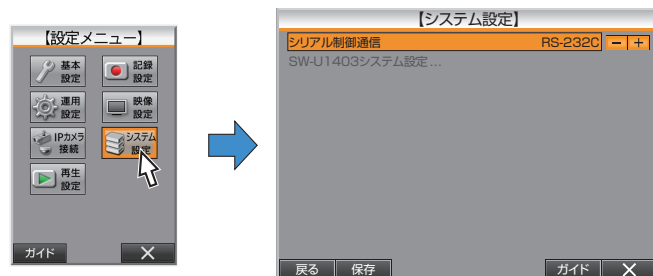 【設定メニュー】
基本
設定
記録
設定
運用
設定
映像
設定
IPカメラ
接続
システム
設定
再生
設定
ガイド
【システム設定】
シリアル制御通信 RS-232C － ＋
SW-U1403システム設定…
戻る 保存 ガイド ✕